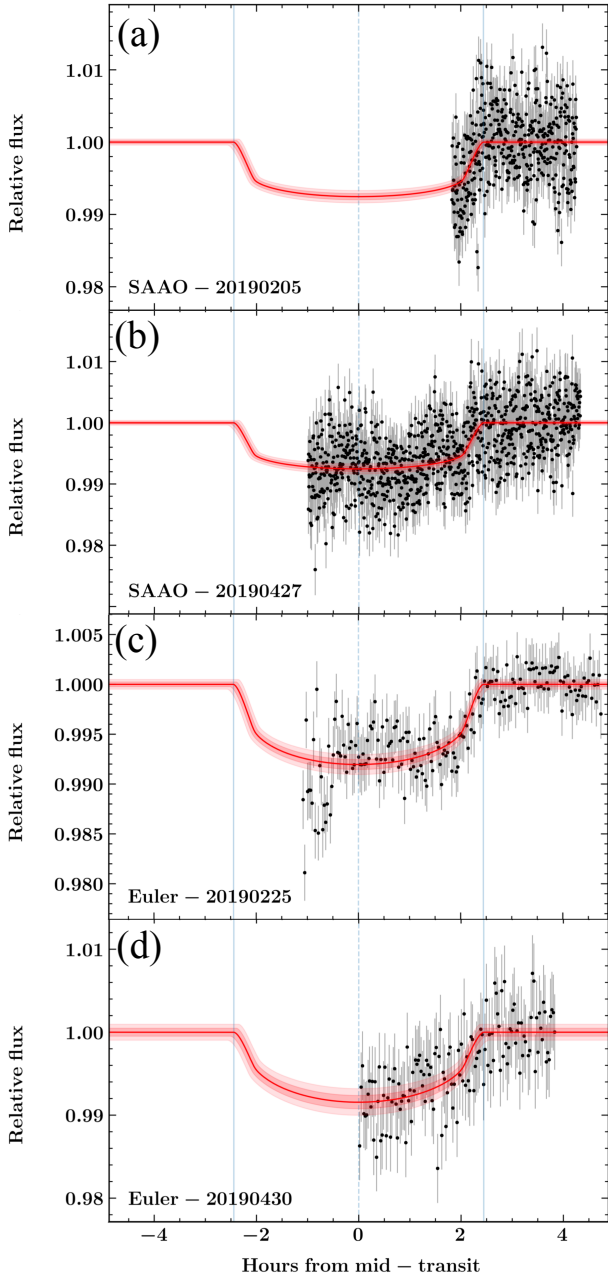 (a)
1.01
1.00
0.99
0.98
Relative flux
SAAO – 20190205
(b)
1.01
1.00
0.99
0.98
Relative flux
SAAO – 20190427
(c)
1.005
1.000
0.995
0.990
0.985
0.980
Relative flux
Euler – 20190225
(d)
1.01
1.00
0.99
0.98
Relative flux
Euler – 20190430
−4 −2 0 2 4
Hours from mid – transit